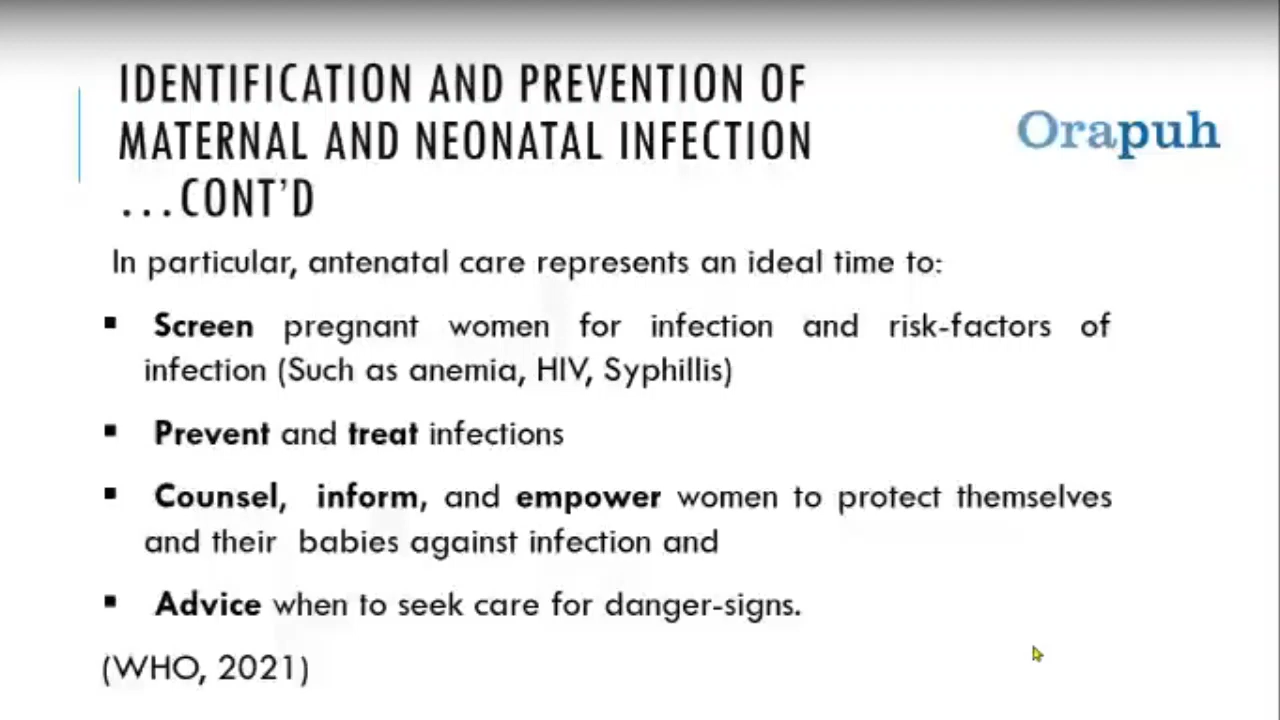 IDENTIFICATION AND PREVENTION OF
MATERNAL AND NEONATAL INFECTION
...CONT'D
Orapuh
In particular, antenatal care represents an ideal time to:
▪ Screen pregnant women for infection and risk-factors of
infection (Such as anemia, HIV, Syphillis)
▪ Prevent and treat infections
▪ Counsel, inform, and empower women to protect themselves
and their babies against infection and
▪ Advice when to seek care for danger-signs.
(WHO, 2021)